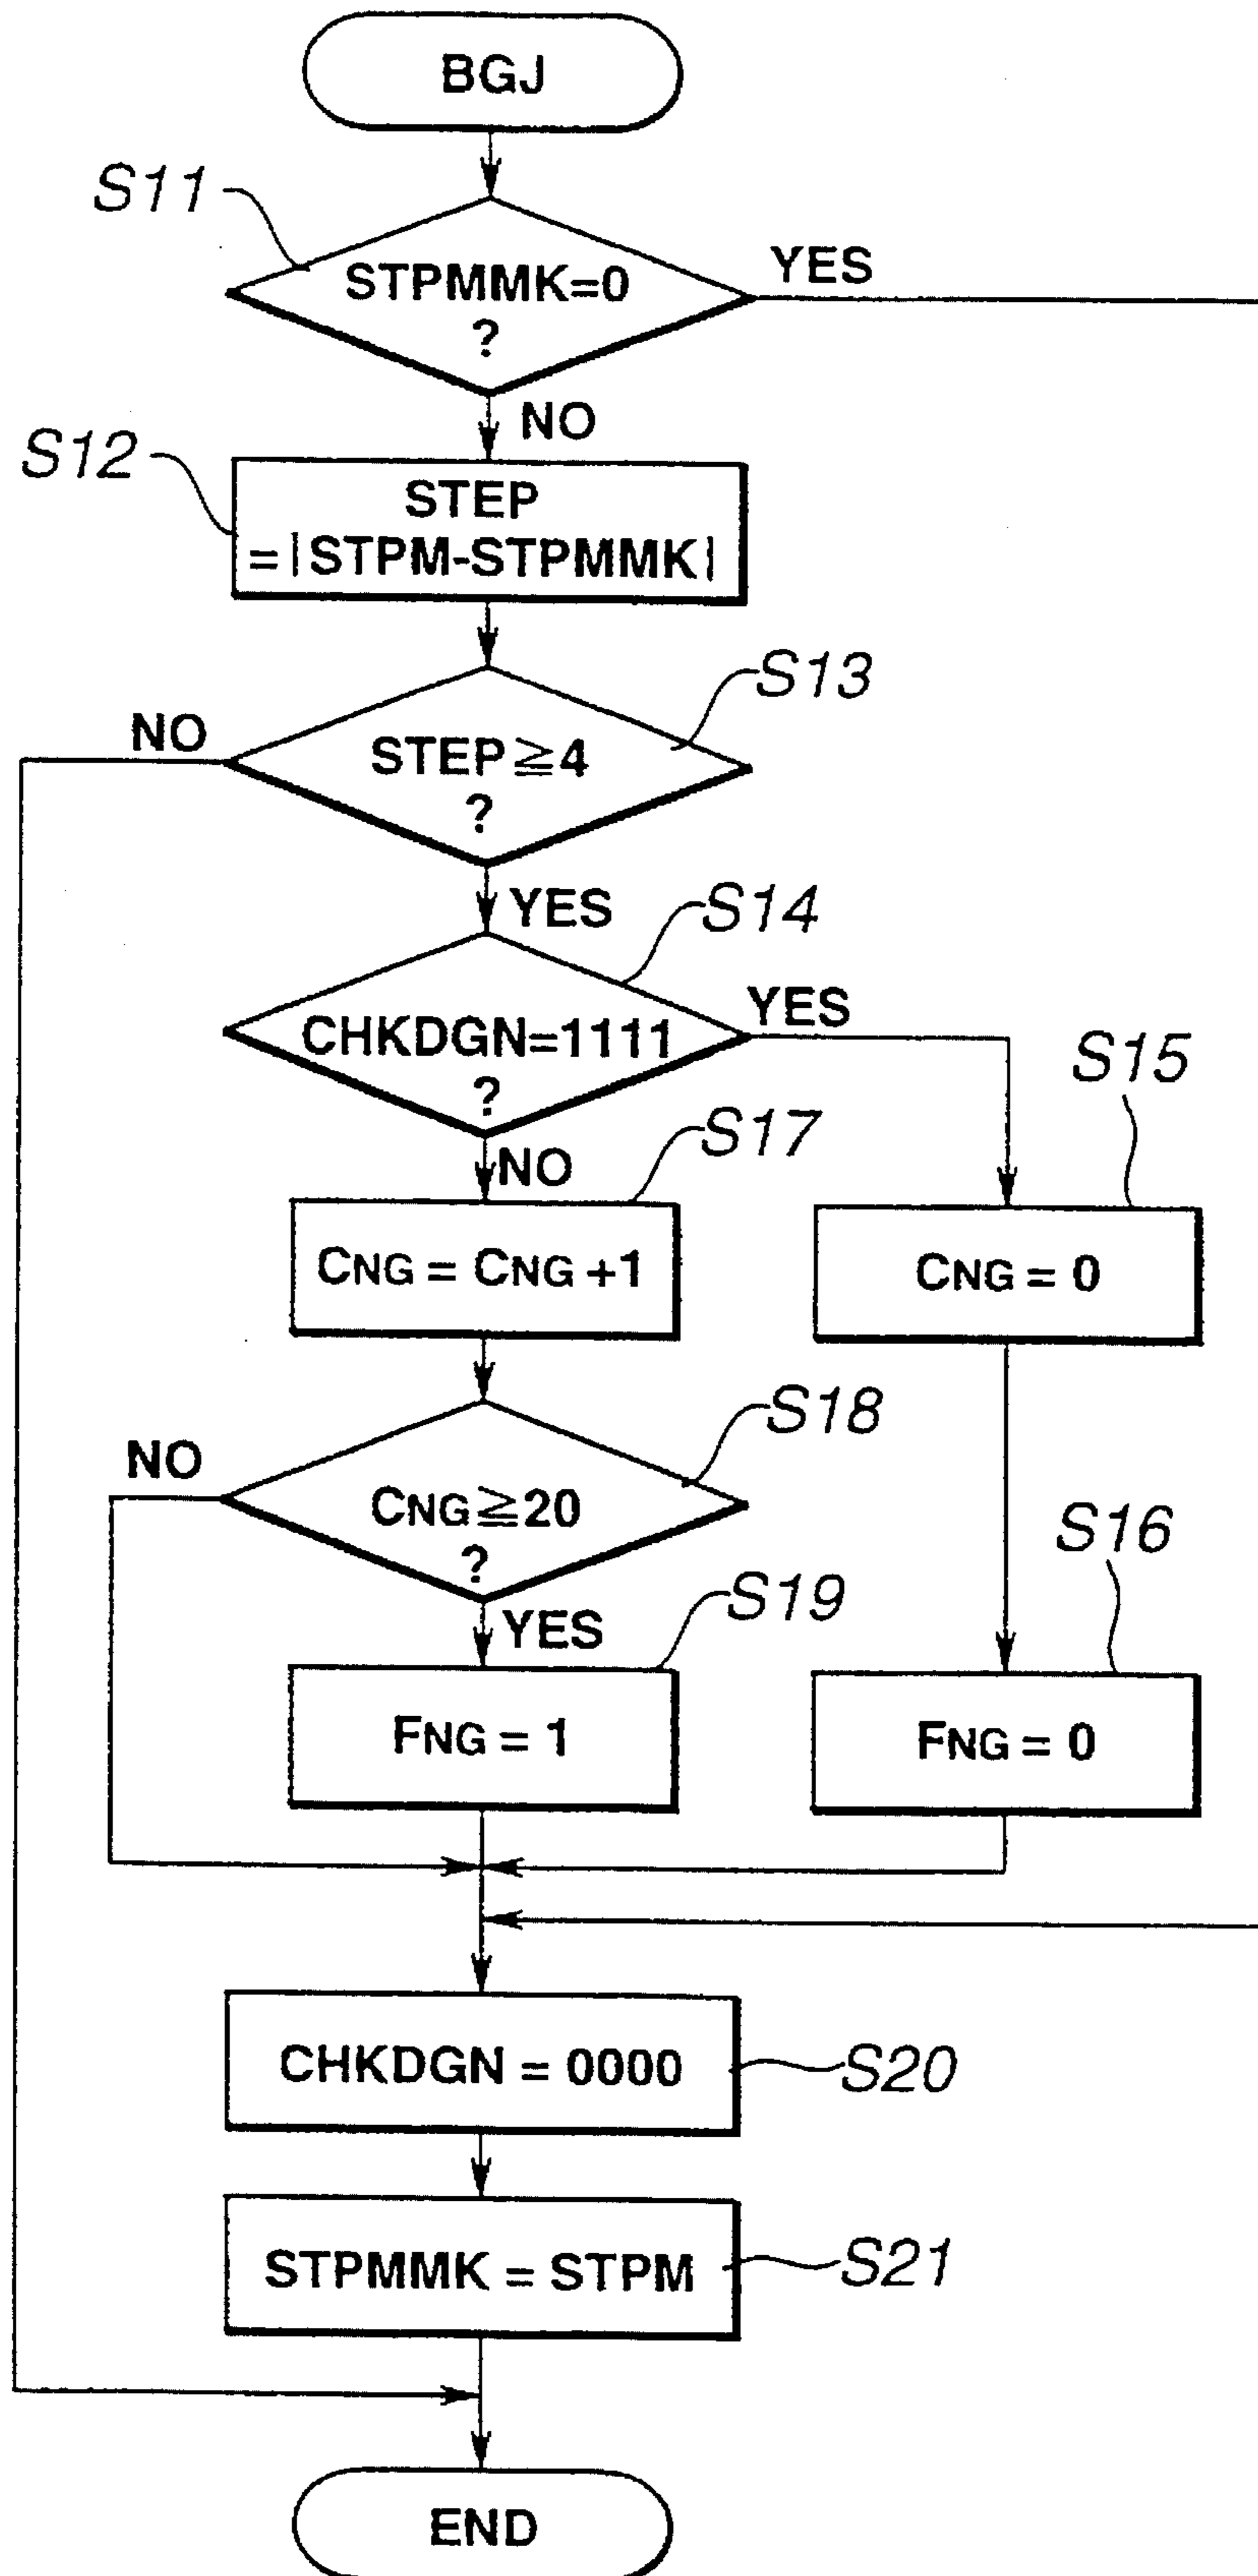 BGJ
S11
STPMMK=0
?
YES
NO
S12
STEP
=|STPM-STPMMK|
S13
NO
STEP≧4
?
YES
S14
CHKDGN=1111
?
YES
S15
NO
S17
CNG = CNG +1
CNG = 0
S18
NO
CNG≧20
?
S16
YES
S19
FNG = 1
FNG = 0
CHKDGN = 0000
S20
STPMMK = STPM
S21
END